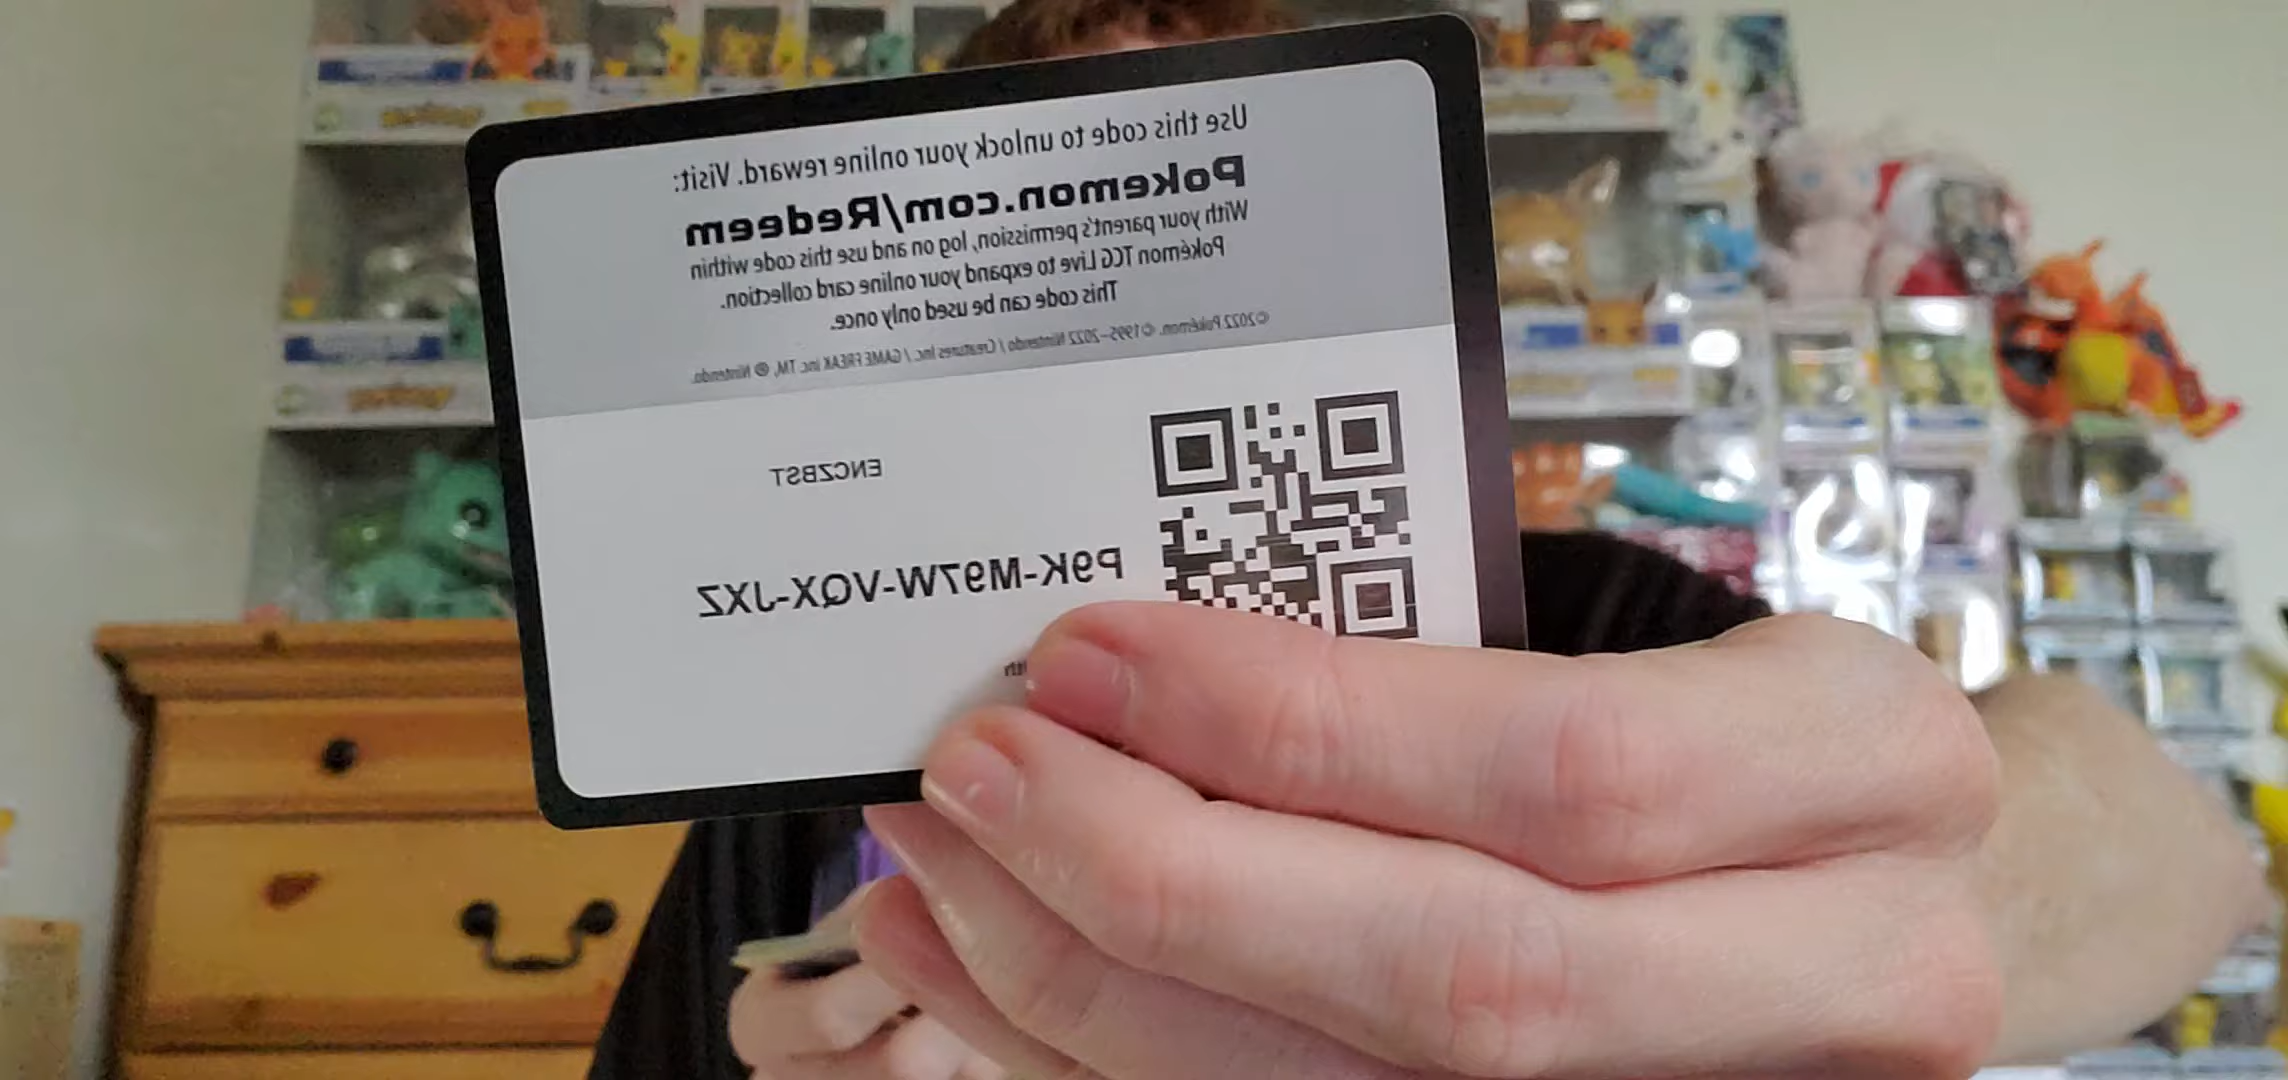 Use this code to unlock your online reward. Visit:
Pokemon.com/Redeem
With your parent's permission, log on and use this code within
Pokémon TCG Live to expand your online card collection.
This code can be used only once.
©2022 Pokémon. ©1995–2022 Nintendo / Creatures Inc. / GAME FREAK inc. TM, ® Nintendo.
ENCZBST
P9K-M97W-VQX-JXZ